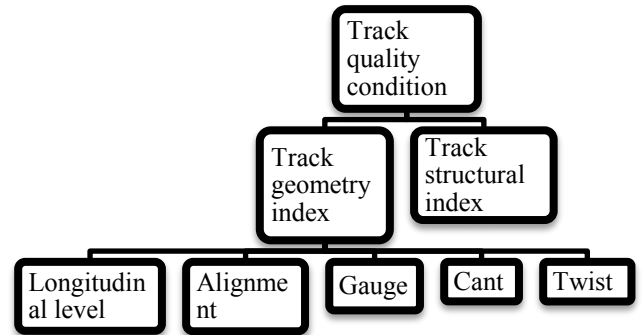 Track
quality
condition
Track
geometry
index
Track
structural
index
Longitudin
al level
Alignme
nt
Gauge
Cant
Twist